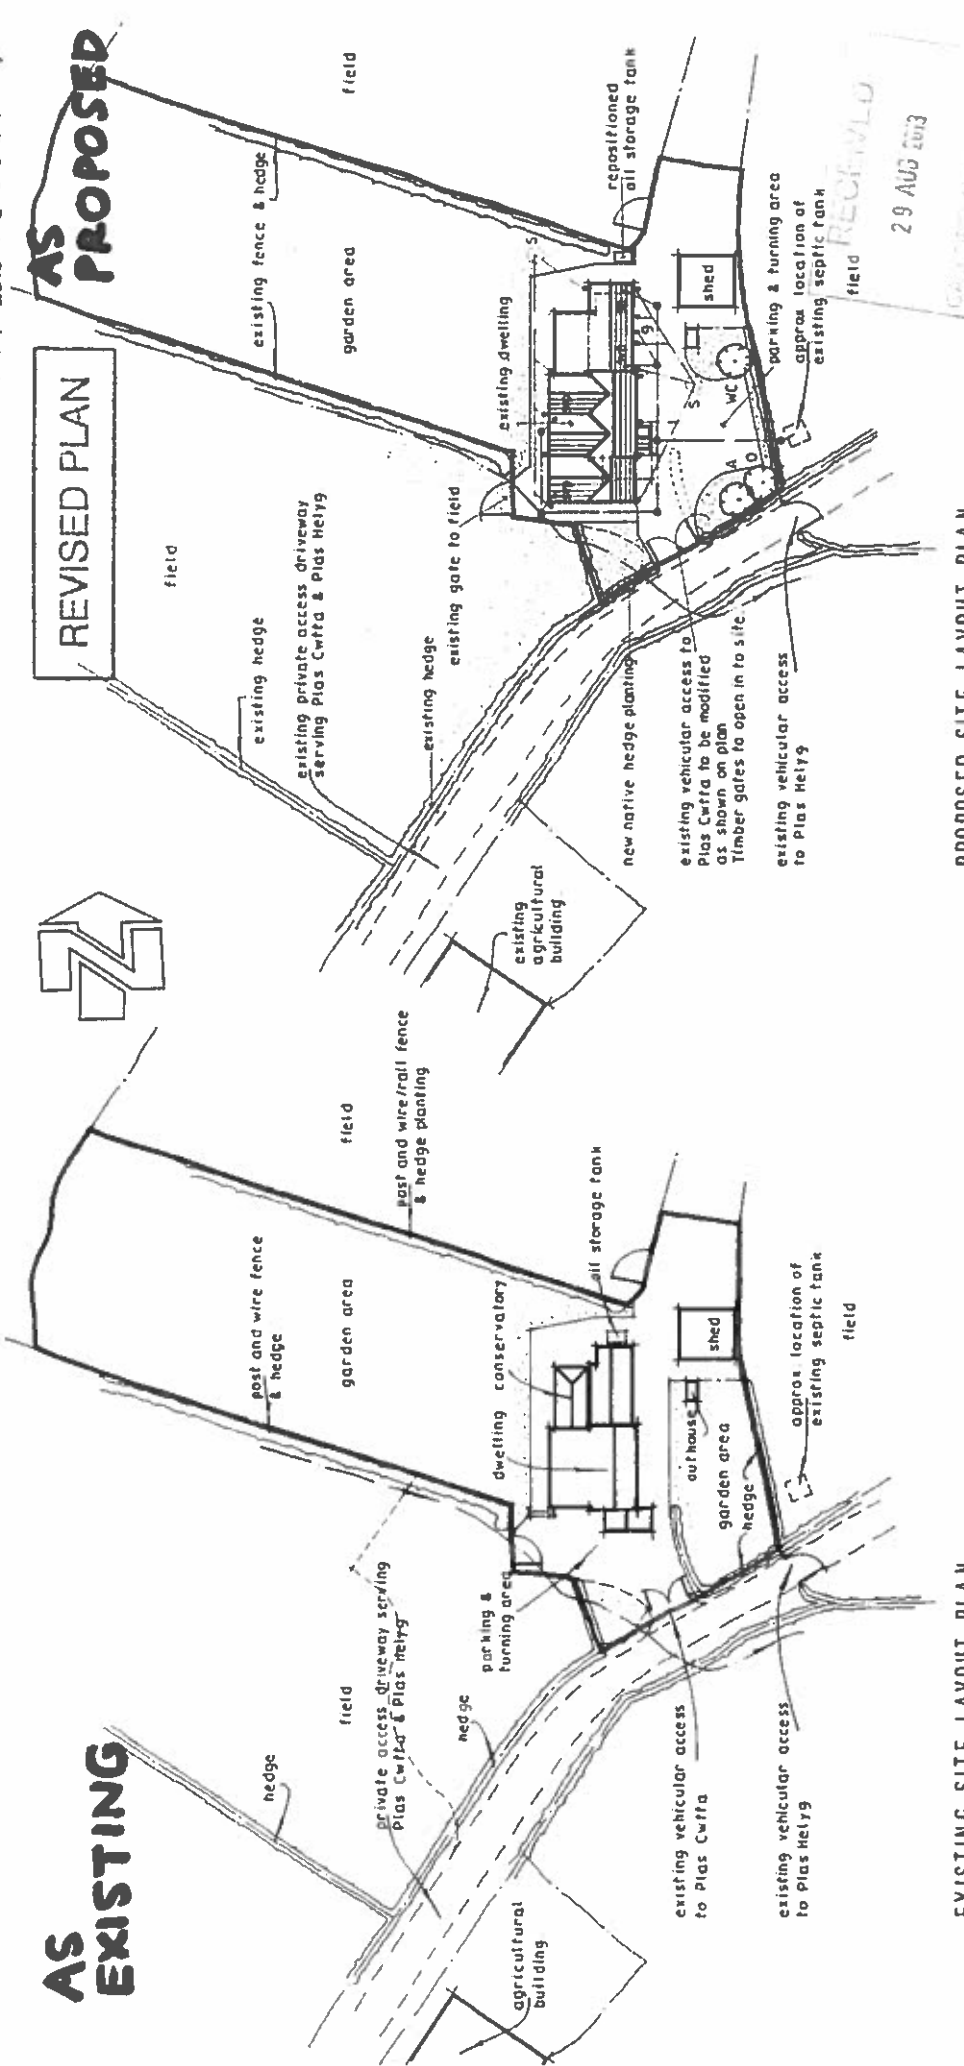 AS
EXISTING
hedge
field
private access driveway serving
Plas Cwtta & Plas Helyg
hedge
agricultural
building
parking &
turning area
existing vehicular access
to Plas Cwtta
existing vehicular access
to Plas Helyg
post and wire fence
& hedge
garden area
dwelling
conservatory
field
post and wire/rail fence
& hedge planting
oil storage tank
shed
outhouse
garden area
hedge
approx location of
existing septic tank
field
EXISTING SITE LAYOUT PLAN
REVISED PLAN
AS
PROPOSED
field
existing hedge
existing private access driveway
serving Plas Cwtta & Plas Helyg
existing hedge
existing gate to field
existing agricultural
building
new native hedge planting
existing vehicular access to
Plas Cwtta to be modified
as shown on plan
Timber gates to open in to site
existing vehicular access
to Plas Helyg
existing fence & hedge
garden area
existing dwelling
field
repositioned
oil storage tank
S
S
g
WC
A
O
shed
parking & turning area
approx location of
existing septic tank
field
RECEIVED
29 AUG 2013
PROPOSED SITE LAYOUT PLAN